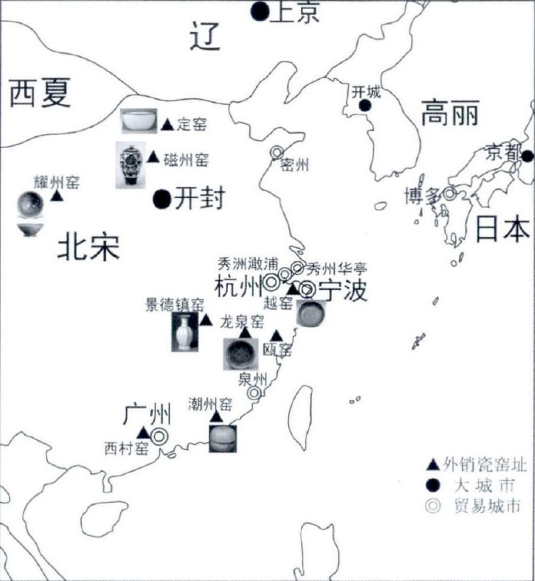 上京
辽
西夏
开城
高丽
定窑
密州
京都
磁州窑
耀州窑
博多
开封
日本
北宋
秀洲澉浦
秀州华亭
杭州
宁波
越窑
景德镇窑
龙泉窑
瓯窑
泉州
潮州窑
广州
西村窑
外销瓷窑址
大城市
贸易城市